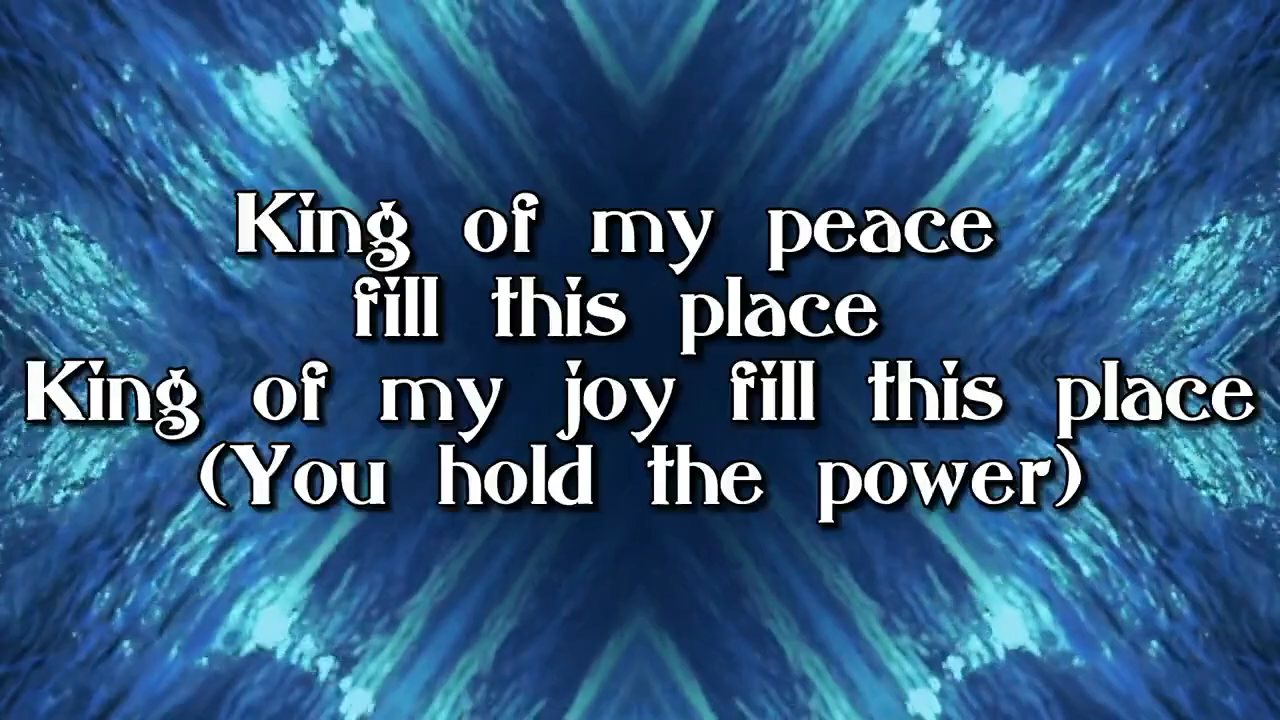 King of my peace
fill this place
King of my joy fill this place
(You hold the power)